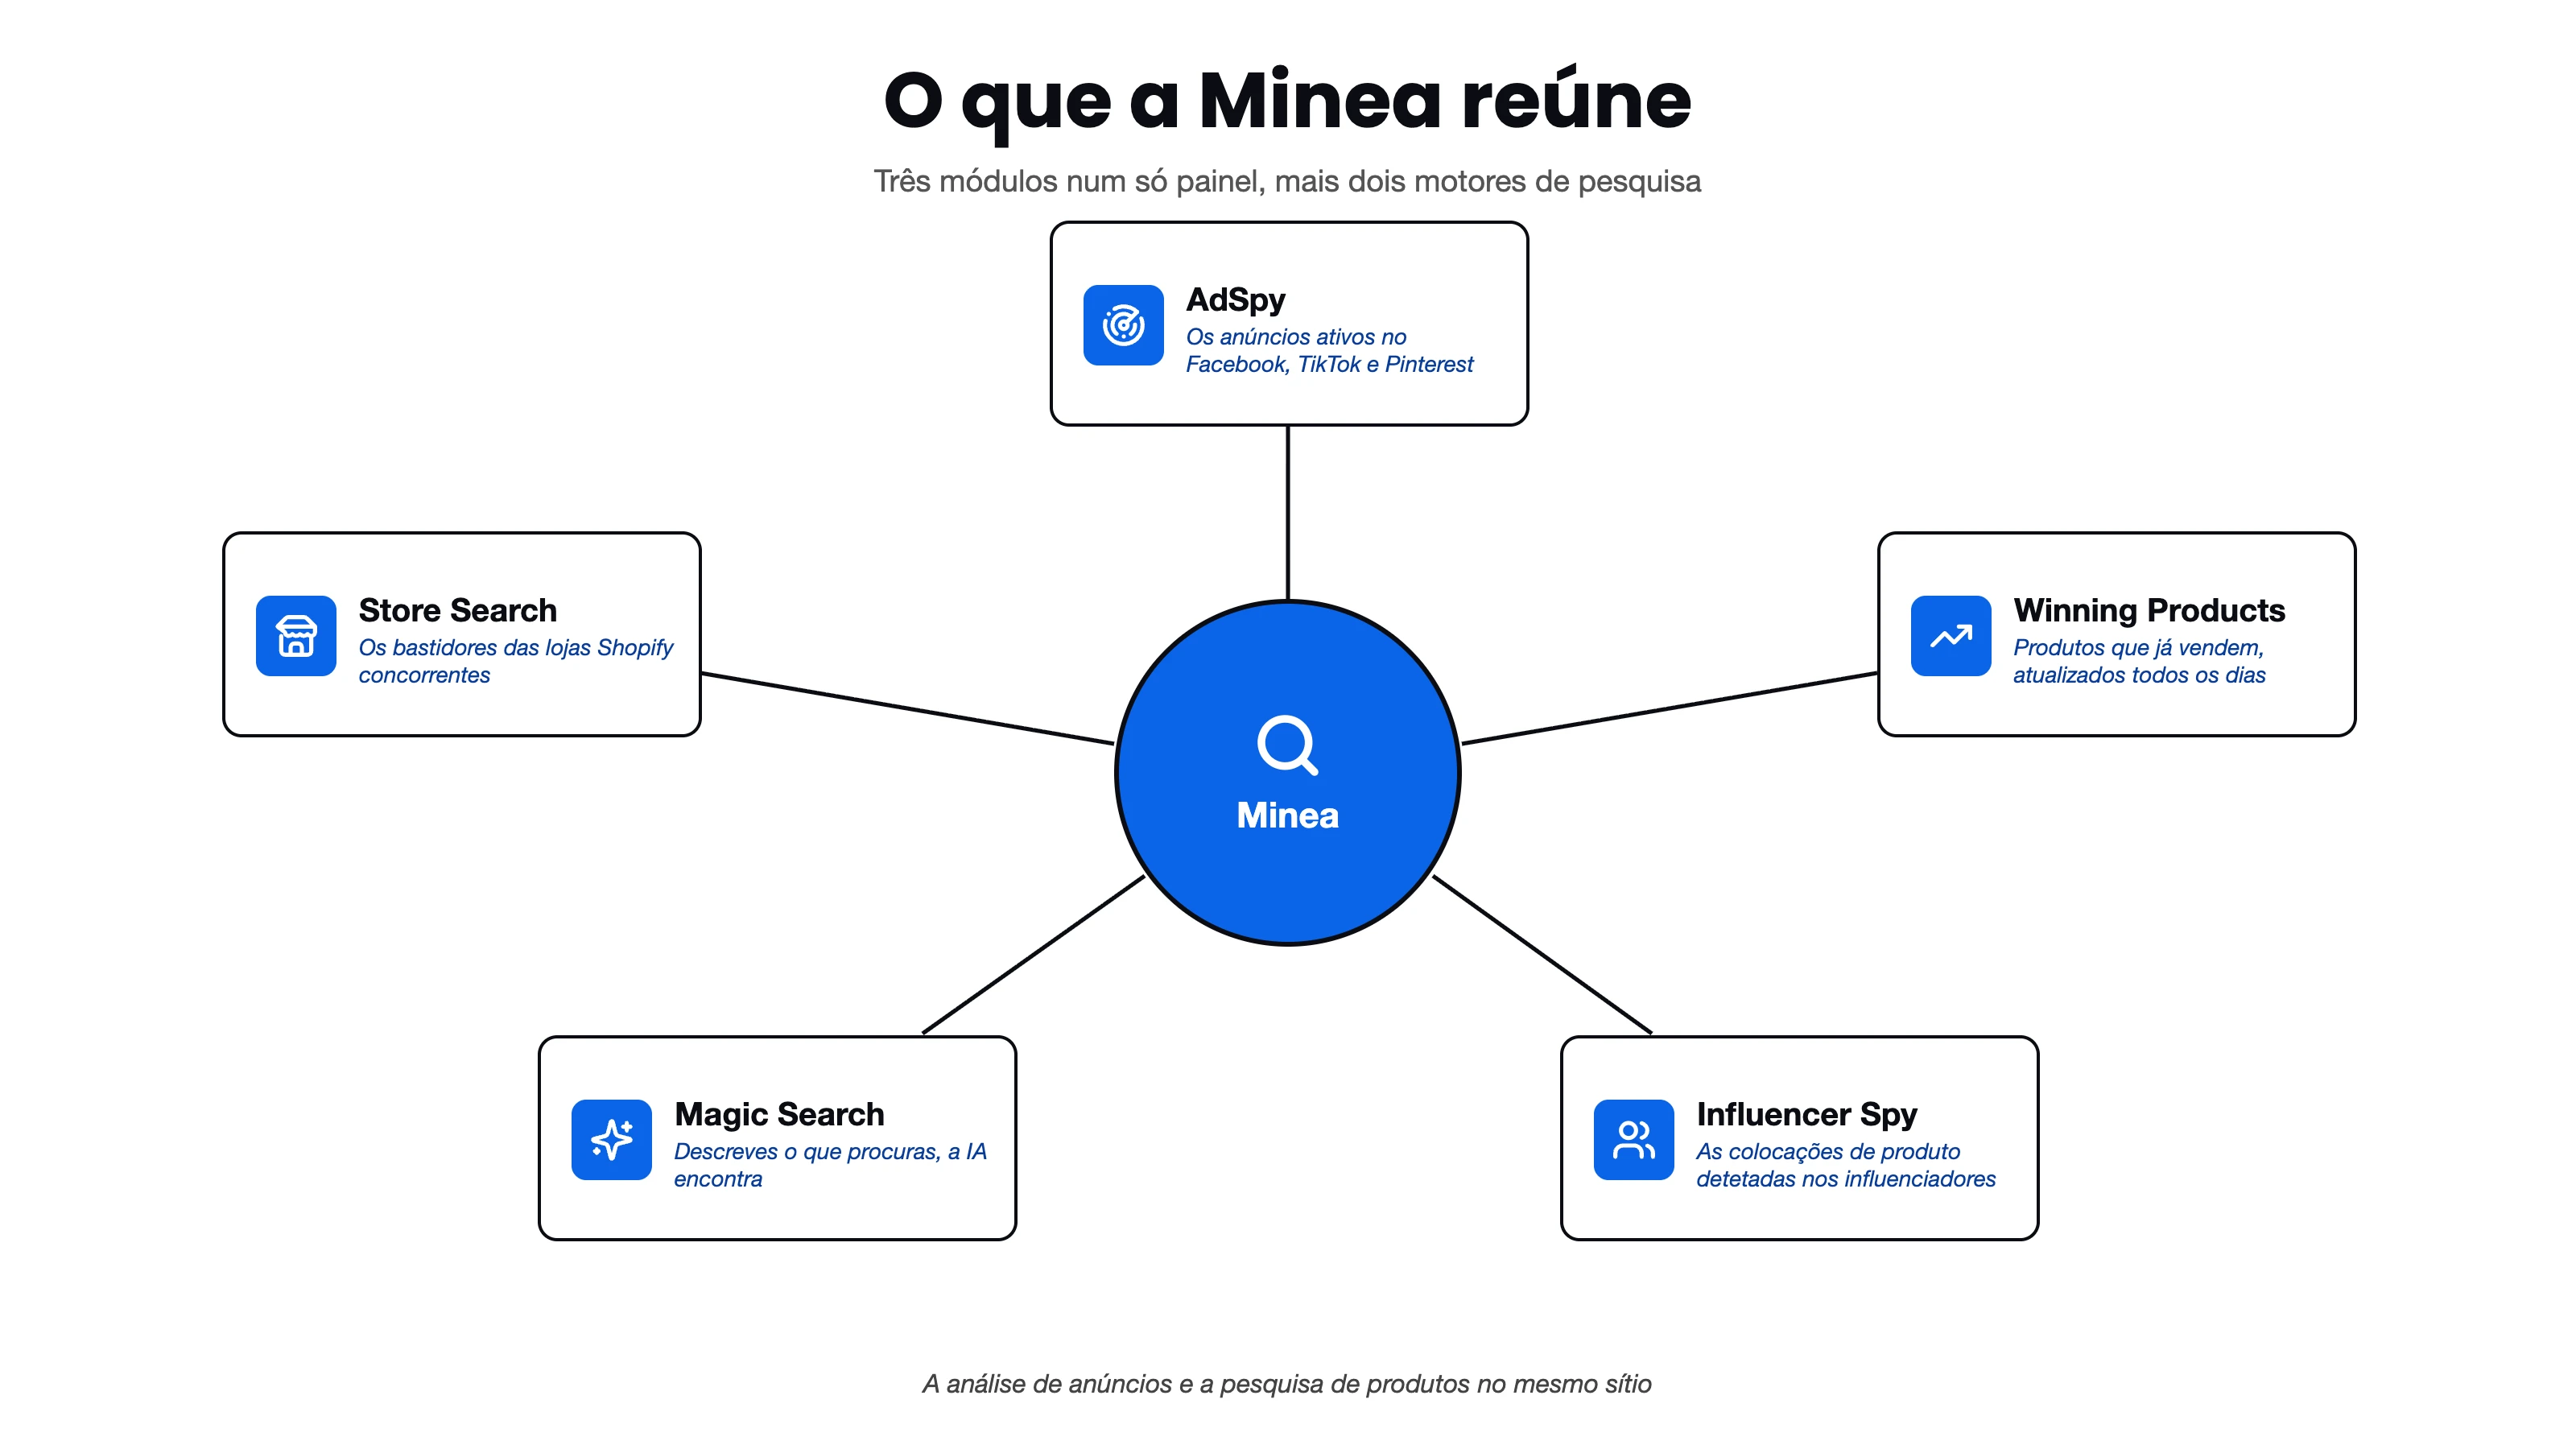 O que a Minea reúne
Três módulos num só painel, mais dois motores de pesquisa
AdSpy
Os anúncios ativos no
Facebook, TikTok e Pinterest
Store Search
Os bastidores das lojas Shopify
concorrentes
Winning Products
Produtos que já vendem,
atualizados todos os dias
Minea
Magic Search
Descreves o que procuras, a IA
encontra
Influencer Spy
As colocações de produto
detetadas nos influenciadores
A análise de anúncios e a pesquisa de produtos no mesmo sítio